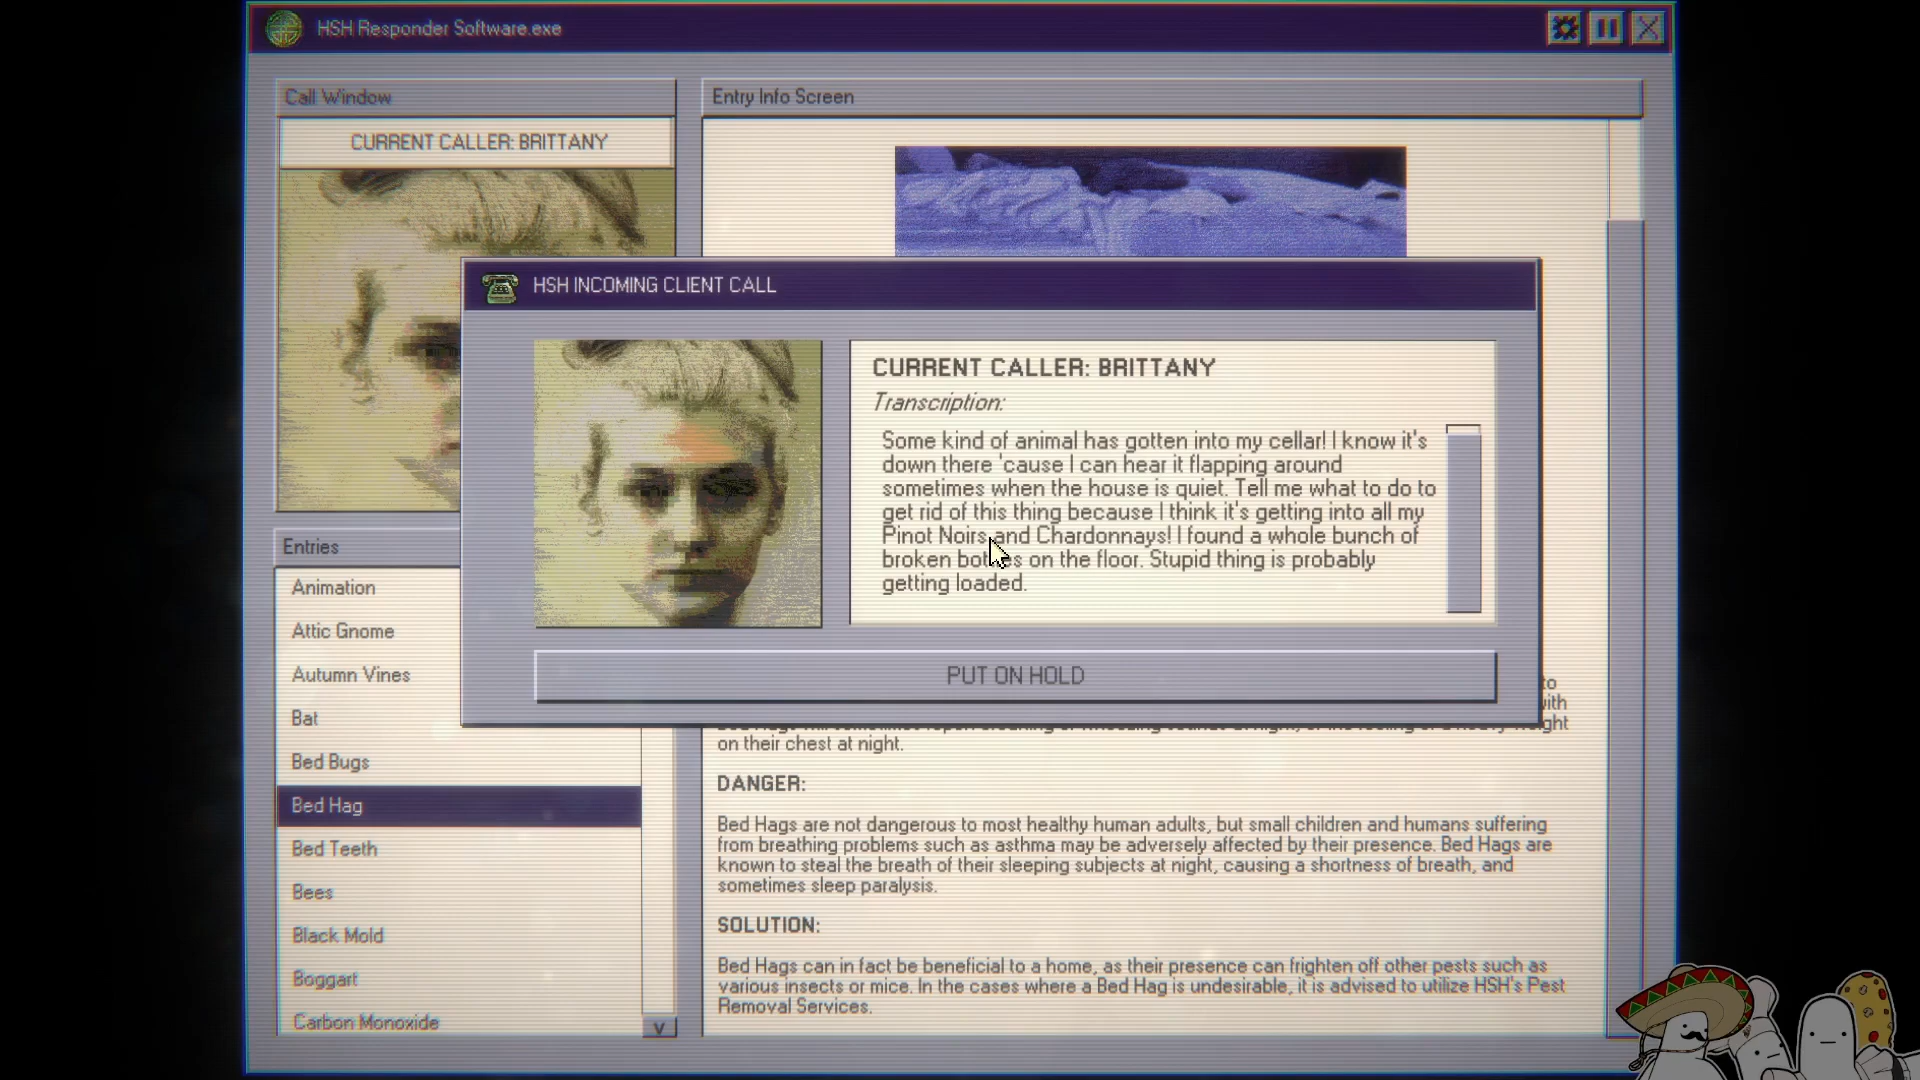 HSH Responder Software.exe
Call Window
CURRENT CALLER: BRITTANY
Entry Info Screen
HSH INCOMING CLIENT CALL
CURRENT CALLER: BRITTANY
Transcription:
Some kind of animal has gotten into my cellar! I know it's
down there 'cause I can hear it flapping around
sometimes when the house is quiet. Tell me what to do to
get rid of this thing because I think it's getting into all my
Pinot Noirs and Chardonnays! I found a whole bunch of
broken bottles on the floor. Stupid thing is probably
getting loaded.
PUT ON HOLD
Entries
Animation
Attic Gnome
Autumn Vines
Bat
Bed Bugs
Bed Hag
Bed Teeth
Bees
Black Mold
Boggart
Carbon Monoxide
V
to
with
on their chest at night.
DANGER:
Bed Hags are not dangerous to most healthy human adults, but small children and humans suffering
from breathing problems such as asthma may be adversely affected by their presence. Bed Hags are
known to steal the breath of their sleeping subjects at night, causing a shortness of breath, and
sometimes sleep paralysis.
SOLUTION:
Bed Hags can in fact be beneficial to a home, as their presence can frighten off other pests such as
various insects or mice. In the cases where a Bed Hag is undesirable, it is advised to utilize HSH's Pest
Removal Services.